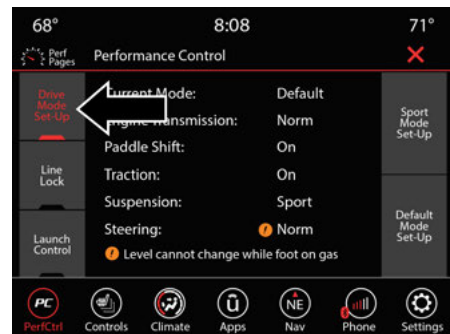 68°
8:08
71°
Perf
Pages
Performance Control
Drive
Mode
Set-Up
Current Mode:
Default
Engine/Transmission:
Norm
Paddle Shift:
On
Traction:
On
Suspension:
Sport
Steering:
Norm
Level cannot change while foot on gas
Line
Lock
Launch
Control
Sport
Mode
Set-Up
Default
Mode
Set-Up
PC
PerfCtrl
Controls
Climate
ū
Apps
NE
Nav
Phone
Settings